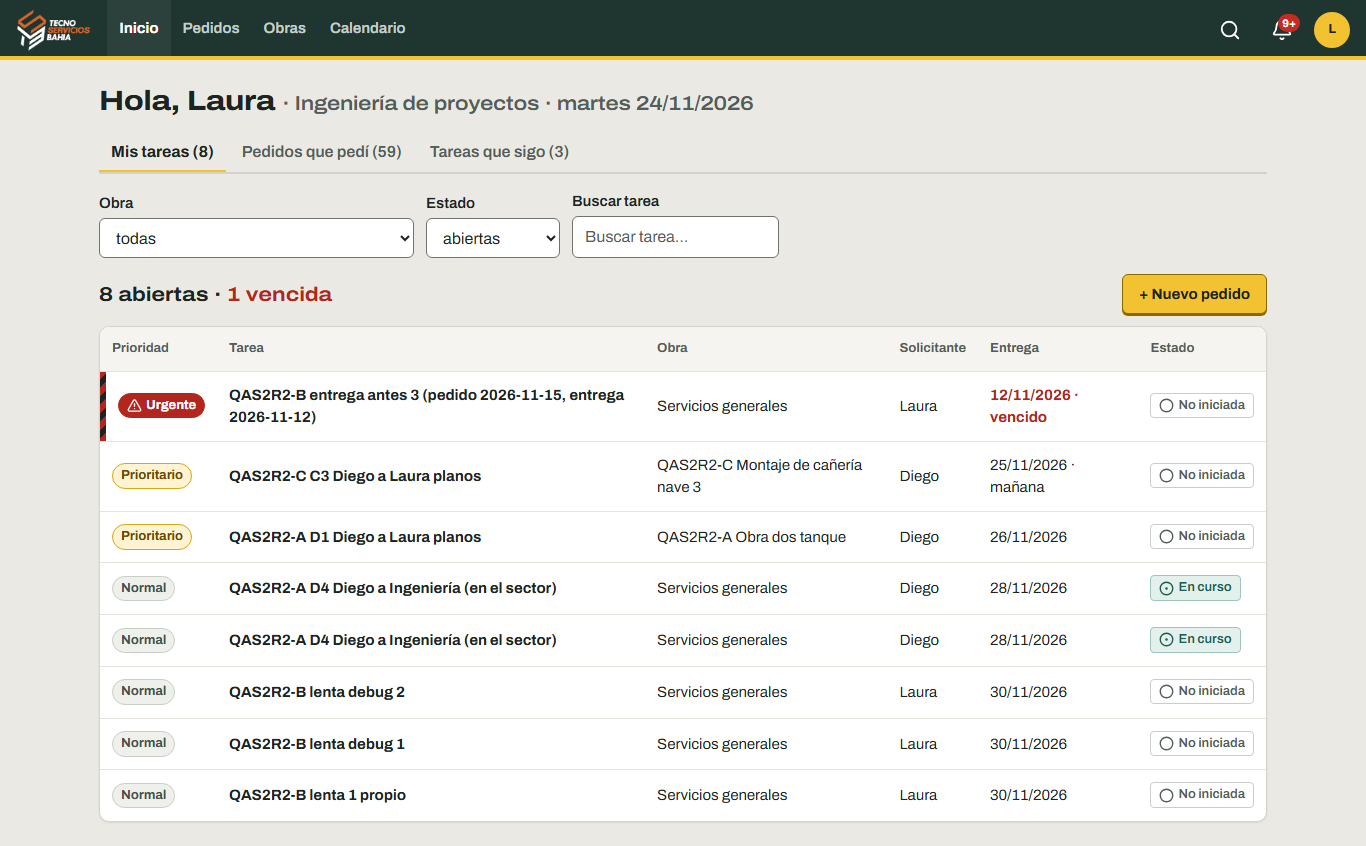 TECNO
SERVICIOS
BAHIA
Inicio Pedidos Obras Calendario
9+
L
Hola, Laura · Ingeniería de proyectos · martes 24/11/2026
Mis tareas (8) Pedidos que pedí (59) Tareas que sigo (3)
Obra Estado Buscar tarea
todas abiertas Buscar tarea...
8 abiertas · 1 vencida
+ Nuevo pedido
Prioridad Tarea Obra Solicitante Entrega Estado
Urgente QAS2R2-B entrega antes 3 (pedido 2026-11-15, entrega
2026-11-12) Servicios generales Laura 12/11/2026 ·
vencido No iniciada
Prioritario QAS2R2-C C3 Diego a Laura planos QAS2R2-C Montaje de cañería
nave 3 Diego 25/11/2026 ·
mañana No iniciada
Prioritario QAS2R2-A D1 Diego a Laura planos QAS2R2-A Obra dos tanque Diego 26/11/2026 No iniciada
Normal QAS2R2-A D4 Diego a Ingeniería (en el sector) Servicios generales Diego 28/11/2026 En curso
Normal QAS2R2-A D4 Diego a Ingeniería (en el sector) Servicios generales Diego 28/11/2026 En curso
Normal QAS2R2-B lenta debug 2 Servicios generales Laura 30/11/2026 No iniciada
Normal QAS2R2-B lenta debug 1 Servicios generales Laura 30/11/2026 No iniciada
Normal QAS2R2-B lenta 1 propio Servicios generales Laura 30/11/2026 No iniciada